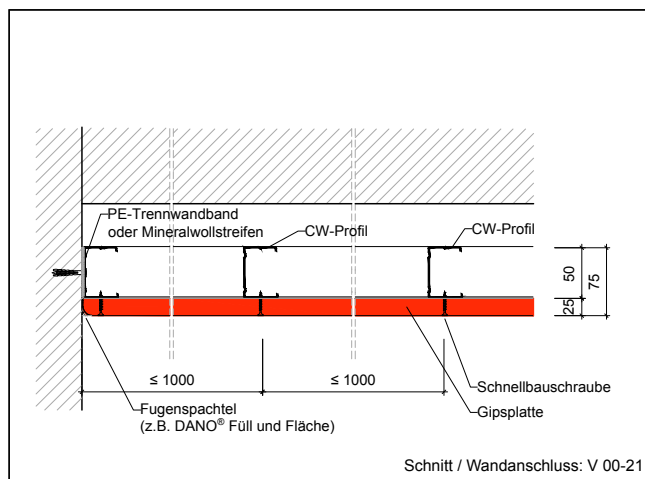 PE-Trennwandband
oder Mineralwollstreifen
CW-Profil
CW-Profil
50
75
25
≤ 1000
≤ 1000
Schnellbauschraube
Gipsplatte
Fugenspachtel
(z.B. DANO® Füll und Fläche)
Schnitt / Wandanschluss: V 00-21